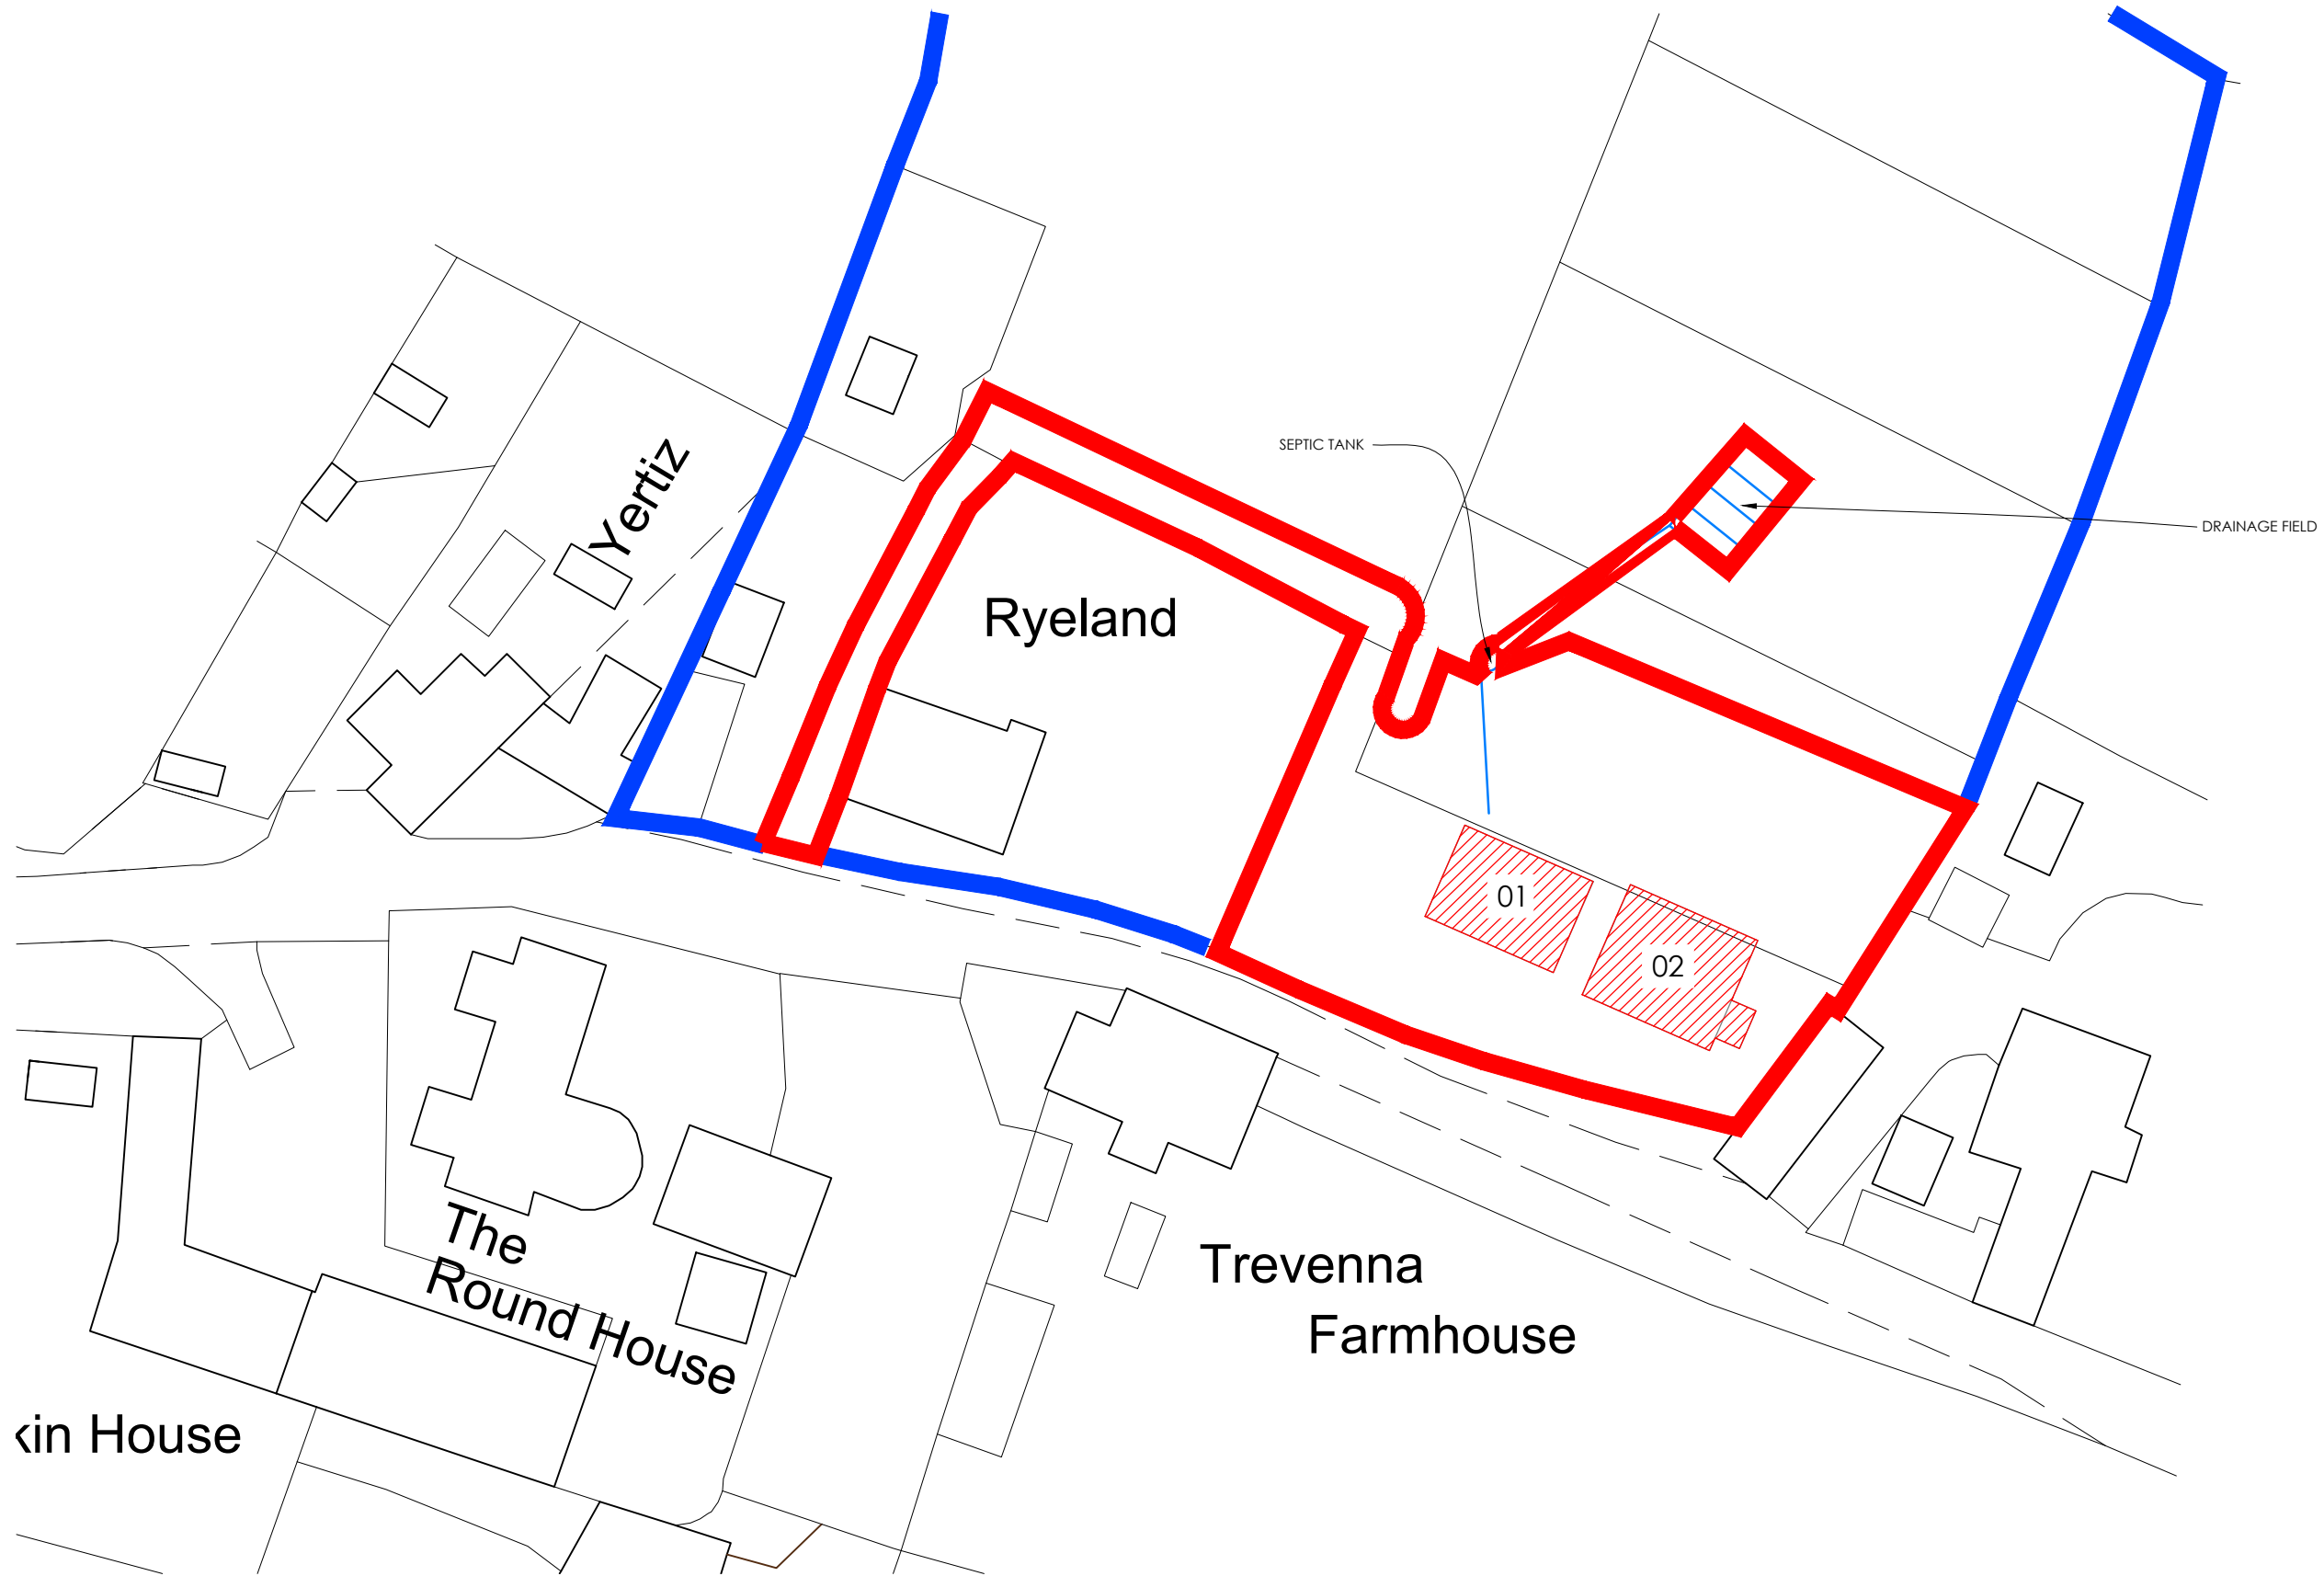 SEPTIC TANK
Yertiz
DRAINAGE FIELD
Ryeland
01
02
The
Round House
Trevenna
Farmhouse
in House